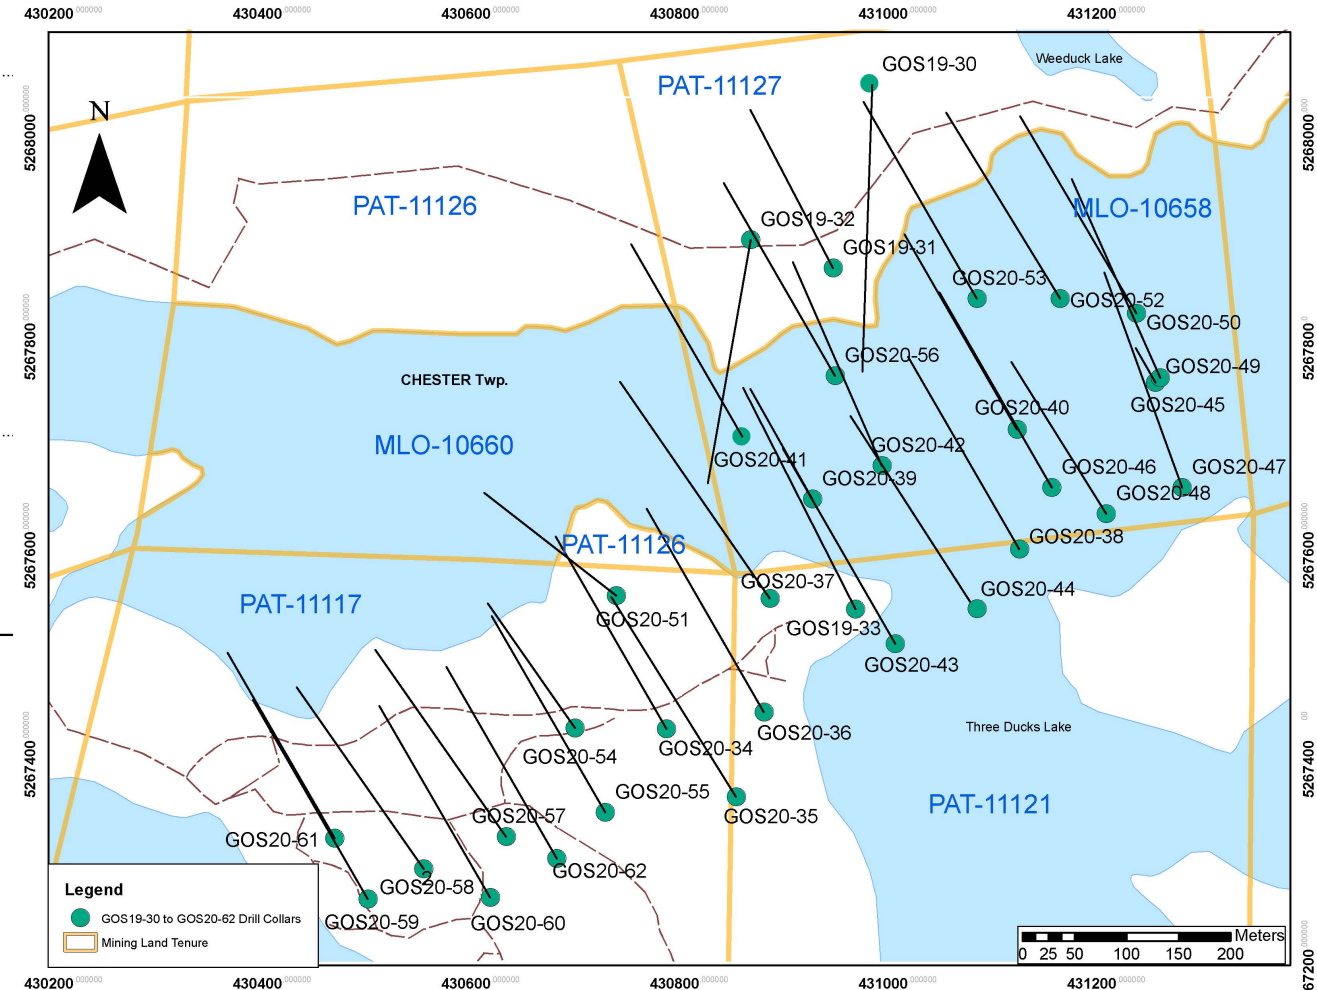 430200 430400 430600 430800 431000 431200
GOS19-30
Weeduck Lake
PAT-11127
N
5268000
5268000
PAT-11126
MLO-10658
GOS19-32
GOS19-31
GOS20-53
GOS20-52
GOS20-50
5267800
5267800
GOS20-56
GOS20-49
CHESTER Twp.
GOS20-45
GOS20-40
MLO-10660
GOS20-42
GOS20-41
GOS20-46
GOS20-47
GOS20-39
GOS20-48
5267600
5267600
GOS20-38
PAT-11126
GOS20-37
GOS20-44
PAT-11117
GOS20-51
GOS19-33
GOS20-43
Three Ducks Lake
GOS20-36
GOS20-34
GOS20-54
5267400
5267400
GOS20-55
PAT-11121
GOS20-57
GOS20-35
GOS20-61
GOS20-62
2
GOS20-58
GOS20-59
GOS20-60
Legend
GOS19-30 to GOS20-62 Drill Collars
Mining Land Tenure
Meters
0 25 50 100 150 200
67200
430200 430400 430600 430800 431000 431200